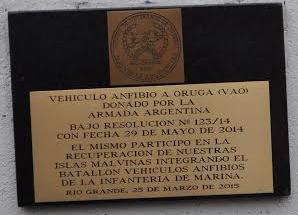 VEHICULO ANFIBIO A ORUGA (VAO)
DONADO POR LA
ARMADA ARGENTINA
BAJO RESOLUCION Nº 123/14
CON FECHA 29 DE MAYO DE 2014
EL MISMO PARTICIPO EN LA
RECUPERACION DE NUESTRAS
ISLAS MALVINAS INTEGRANDO EL
BATALLON VEHICULOS ANFIBIOS
DE LA INFANTERIA DE MARINA.
RIO GRANDE, 25 DE MARZO DE 2015